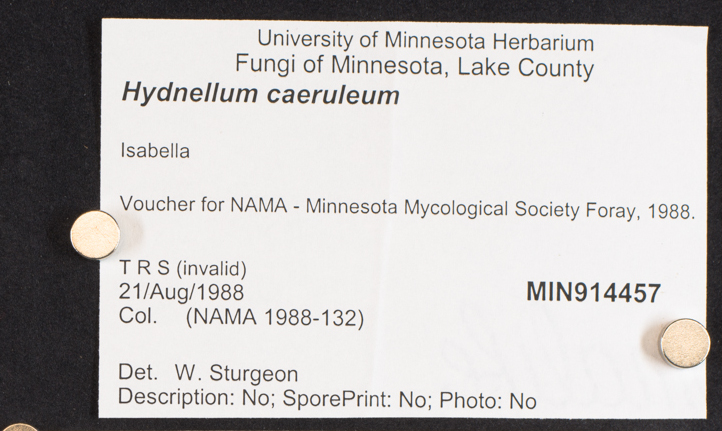 University of Minnesota Herbarium
Fungi of Minnesota, Lake County
Hydnellum caeruleum
Isabella
Voucher for NAMA - Minnesota Mycological Society Foray, 1988.
T R S (invalid)
21/Aug/1988
MIN914457
Col. (NAMA 1988-132)
Det. W. Sturgeon
Description: No; SporePrint: No; Photo: No